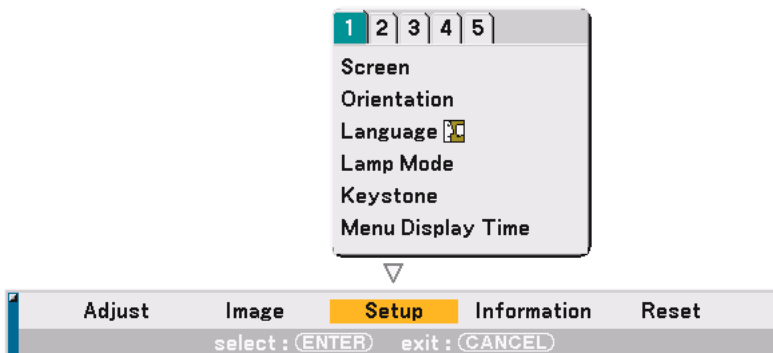 1 2 3 4 5
Screen
Orientation
Language
Lamp Mode
Keystone
Menu Display Time
Adjust Image Setup Information Reset
select : ENTER exit : CANCEL